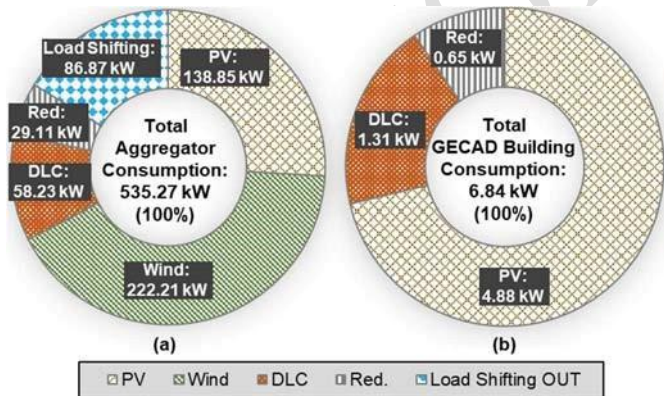 Load Shifting:
86.87 kW
PV:
138.85 kW
Red:
29.11 kW
DLC:
58.23 kW
Total
Aggregator
Consumption:
535.27 kW
(100%)
Wind:
222.21 kW
(a)
Red:
0.65 kW
DLC:
1.31 kW
Total
GECAD Building
Consumption:
6.84 kW
(100%)
PV:
4.88 kW
(b)
PV Wind DLC Red. Load Shifting OUT